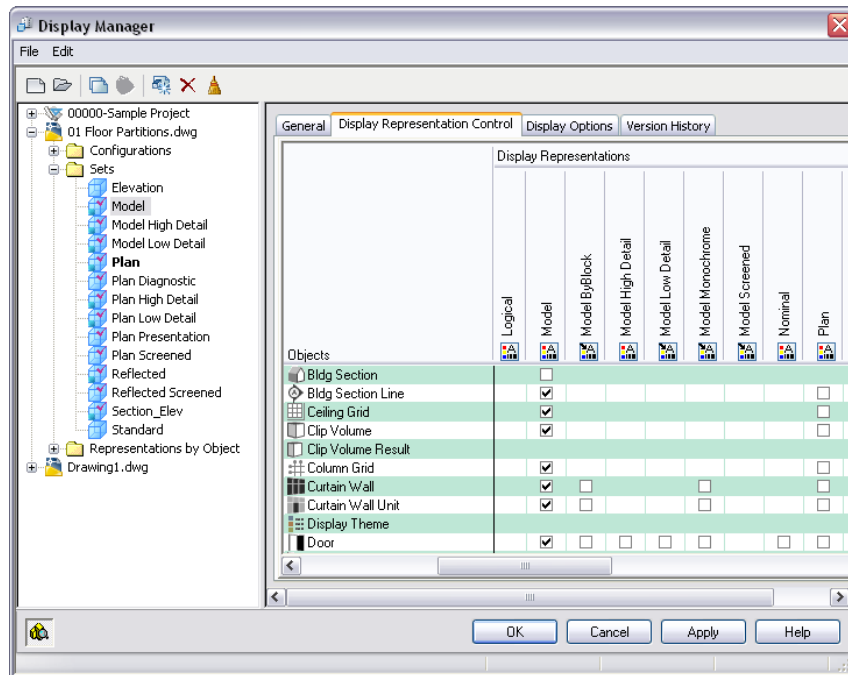 Display Manager
File Edit
00000-Sample Project
01 Floor Partitions.dwg
Configurations
Sets
Elevation
Model
Model High Detail
Model Low Detail
Plan
Plan Diagnostic
Plan High Detail
Plan Low Detail
Plan Presentation
Plan Screened
Reflected
Reflected Screened
Section_Elev
Standard
Representations by Object
Drawing1.dwg
General Display Representation Control Display Options Version History
Display Representations
Logical
Model
Model ByBlock
Model High Detail
Model Low Detail
Model Monochrome
Model Screened
Nominal
Plan
Objects
Bldg Section
Bldg Section Line
Ceiling Grid
Clip Volume
Clip Volume Result
Column Grid
Curtain Wall
Curtain Wall Unit
Display Theme
Door
OK Cancel Apply Help